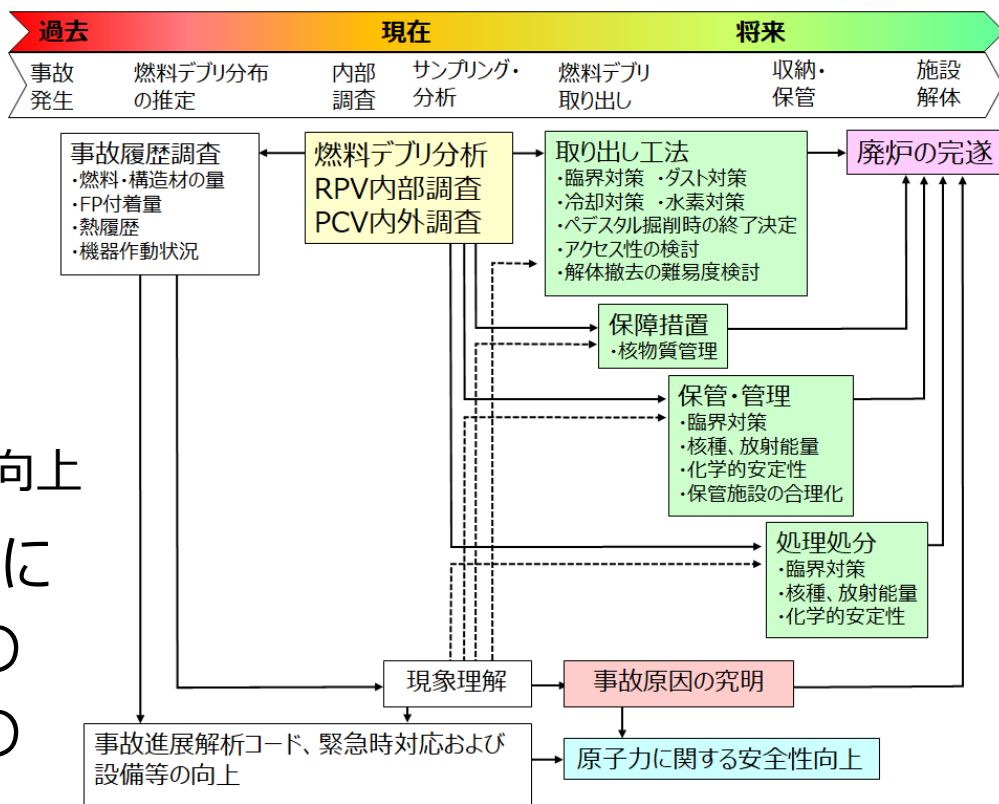 過去
現在
将来
事故
発生
燃料デブリ分布
の推定
内部
調査
サンプリング・
分析
燃料デブリ
取り出し
収納・
保管
施設
解体
事故履歴調査
・燃料・構造材の量
・FP付着量
・熱履歴
・機器作動状況
燃料デブリ分析
RPV内部調査
PCV内外調査
取り出し工法
・臨界対策 ・ダスト対策
・冷却対策 ・水素対策
・ペデスタル掘削時の終了決定
・アクセス性の検討
・解体撤去の難易度検討
廃炉の完遂
保障措置
・核物質管理
保管・管理
・臨界対策
・核種、放射能量
・化学的安定性
・保管施設の合理化
向上
に
の
の
処理処分
・臨界対策
・核種、放射能量
・化学的安定性
現象理解
事故原因の究明
事故進展解析コード、緊急時対応および
設備等の向上
原子力に関する安全性向上